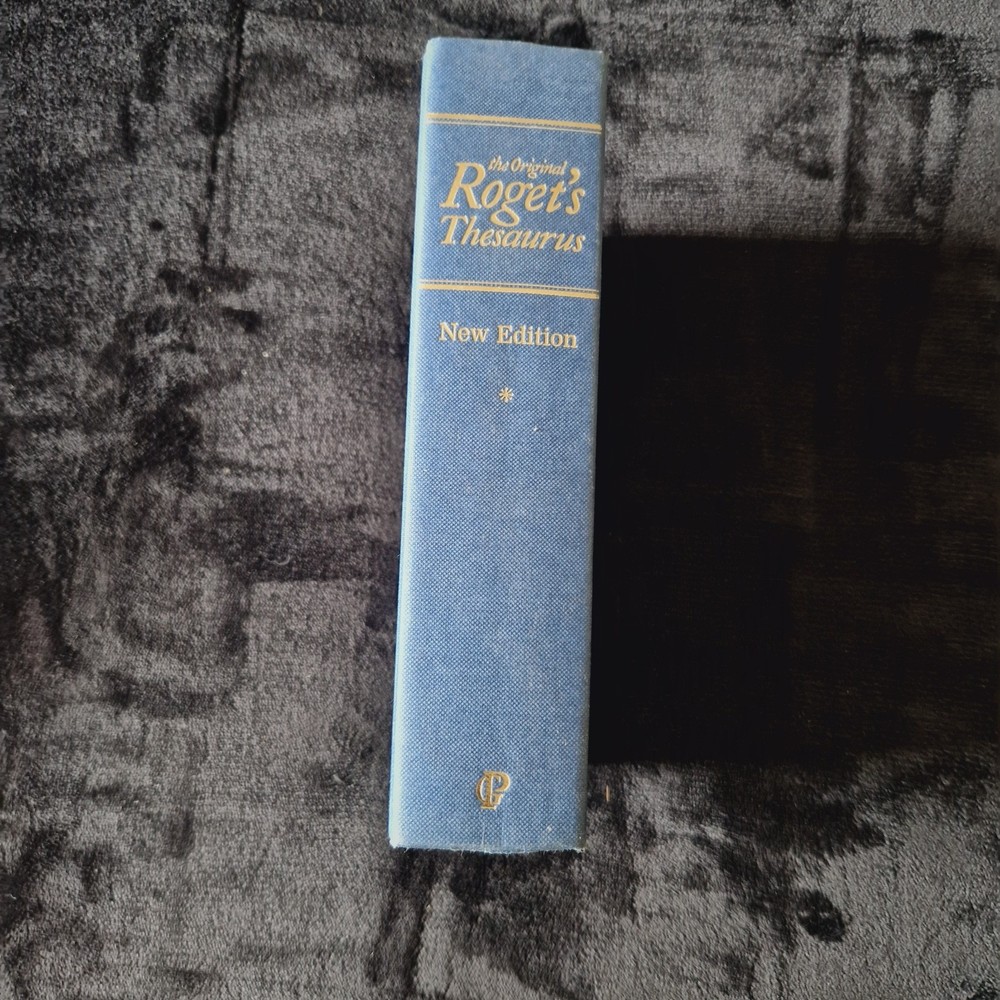 the Original
Roget's
Thesaurus
New Edition
*